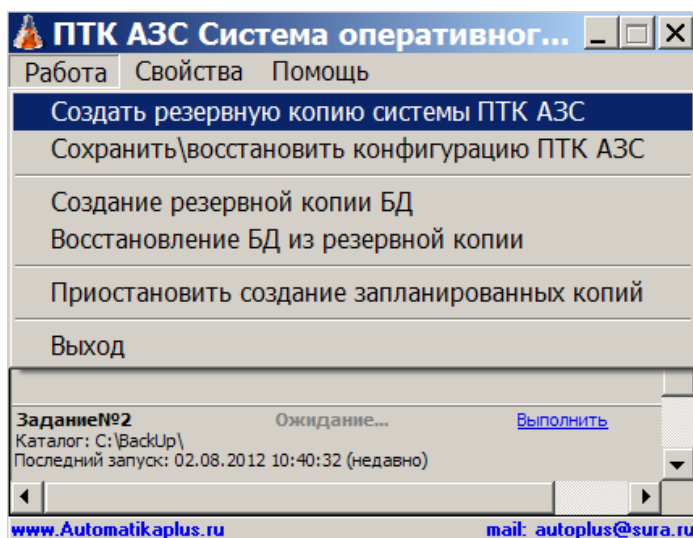 ПТК АЗС Система оперативног...
Работа Свойства Помощь
Создать резервную копию системы ПТК АЗС
Сохранить\восстановить конфигурацию ПТК АЗС
Создание резервной копии БД
Восстановление БД из резервной копии
Приостановить создание запланированных копий
Выход
Задание№2 Ожидание... Выполнить
Каталог: C:\BackUp\
Последний запуск: 02.08.2012 10:40:32 (недавно)
www.Automatikaplus.ru mail: autoplus@sura.ru